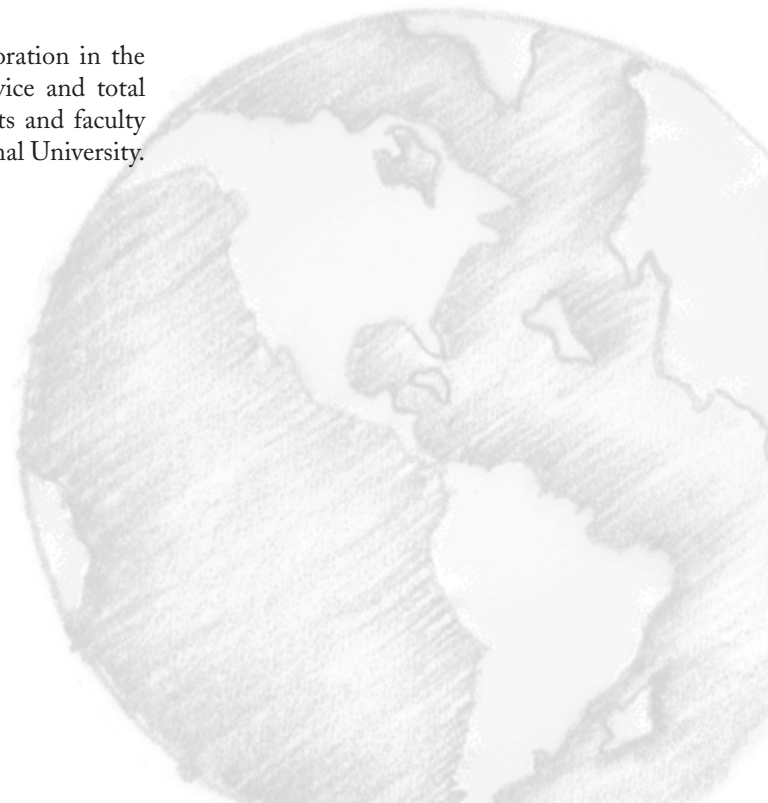 oration in the
vice and total
ts and faculty
nal University.